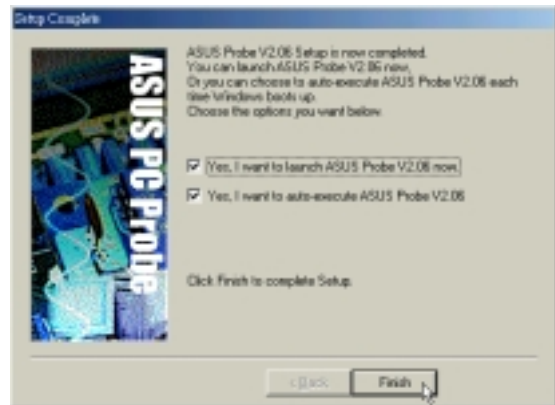 Setup Complete
ASUS PC Probe
ASUS Probe V2.06 Setup is now completed.
You can launch ASUS Probe V2.06 now,
Or you can choose to auto-execute ASUS Probe V2.06 each
time Windows boots up.
Choose the options you want below.
Yes, I want to launch ASUS Probe V2.06 now.
Yes, I want to auto-execute ASUS Probe V2.06
Click Finish to complete Setup.
< Back
Finish